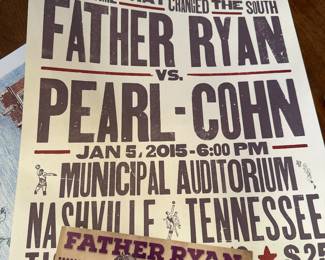 CHANGED THE SOUTH
FATHER RYAN
VS.
PEARL-COHN
JAN 5, 2015-6:00 PM
MUNICIPAL AUDITORIUM
NASHVILLE TENNESSEE
$25
FATHER RYAN